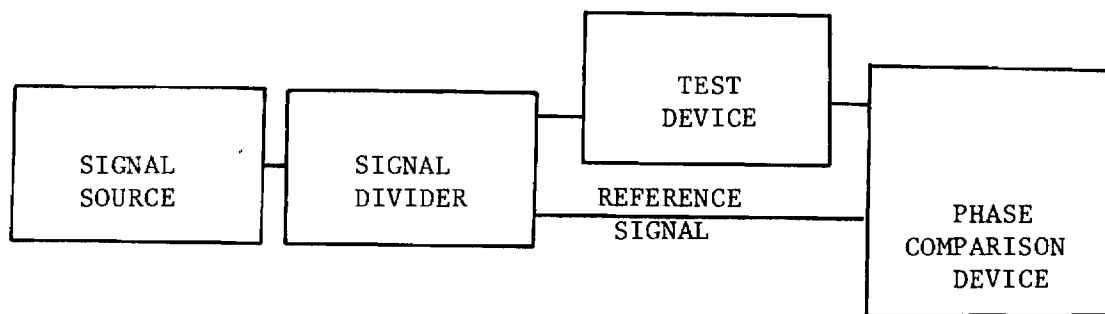 SIGNAL
SOURCE
SIGNAL
DIVIDER
TEST
DEVICE
REFERENCE
SIGNAL
PHASE
COMPARISON
DEVICE